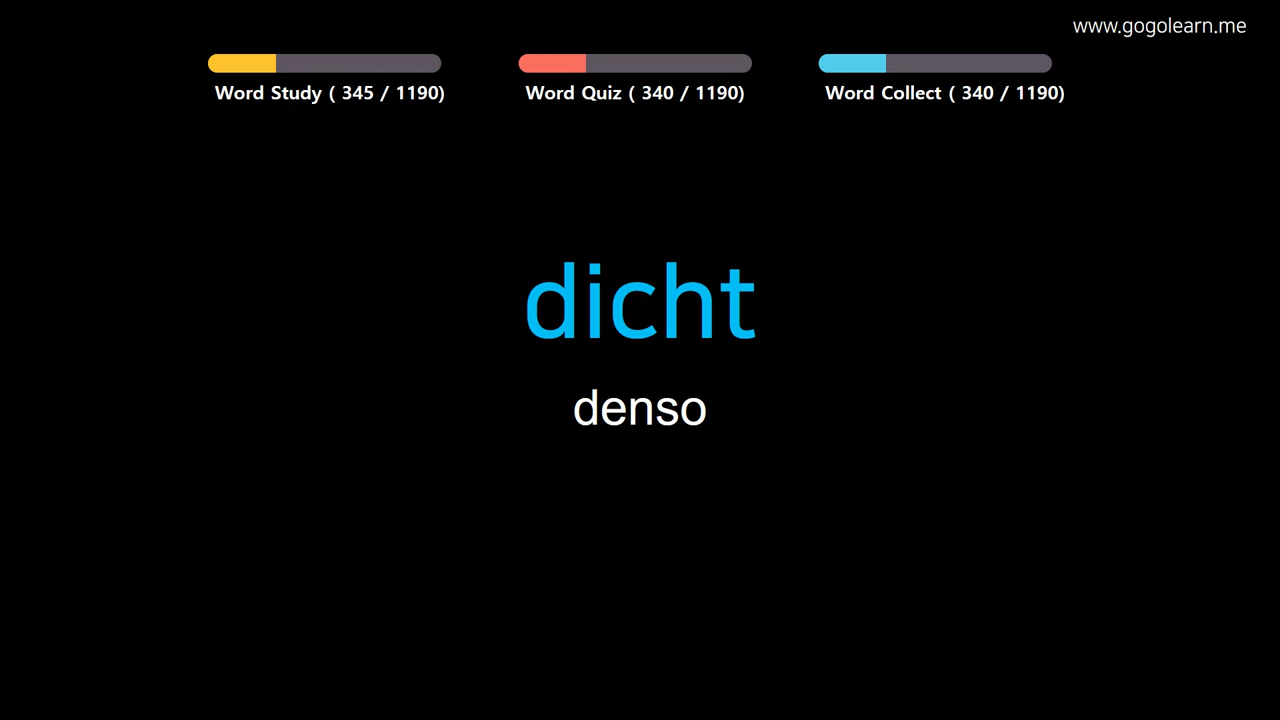 www.gogolearn.me
Word Study ( 345 / 1190)
Word Quiz ( 340 / 1190)
Word Collect ( 340 / 1190)
dicht
denso